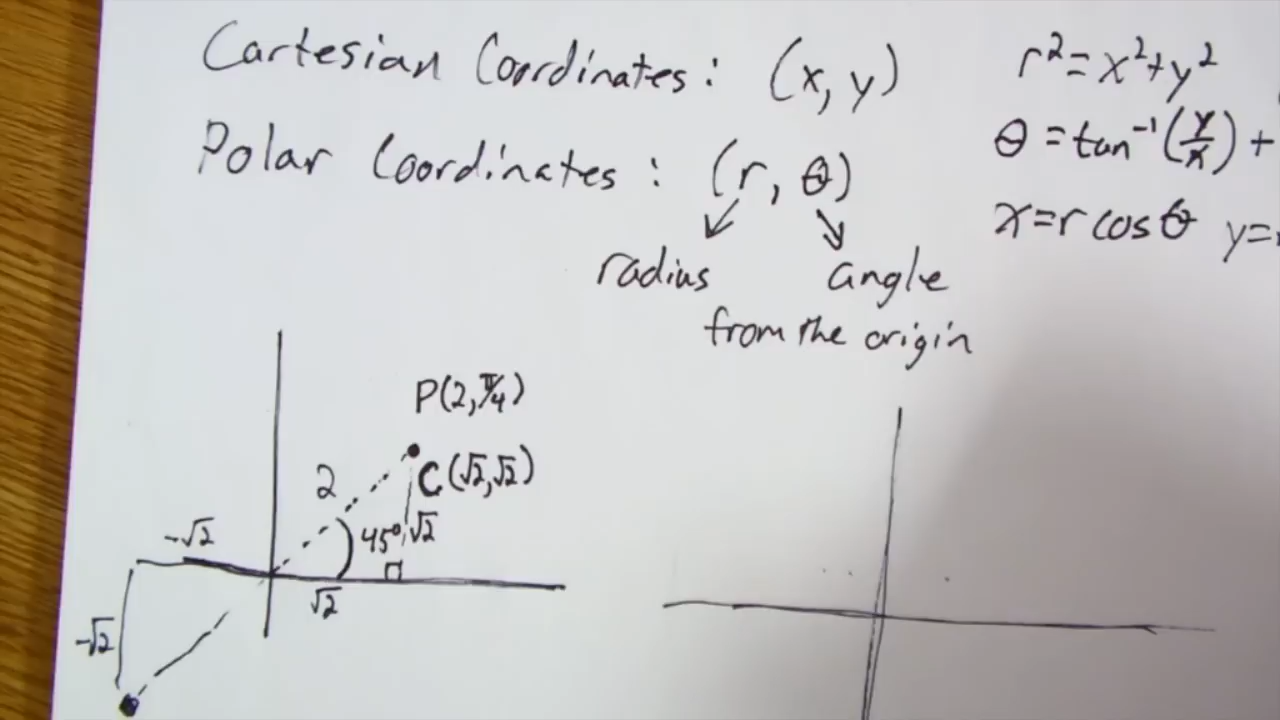 Cartesian Coordinates: (x, y)
Polar Coordinates: (r, θ)
radius angle
from the origin
r²=x²+y²
θ=tan⁻¹(y/x)+
x=r cosθ y=
P(2, π/4)
C(√2,√2)
2
45° √2
-√2
√2
-√2